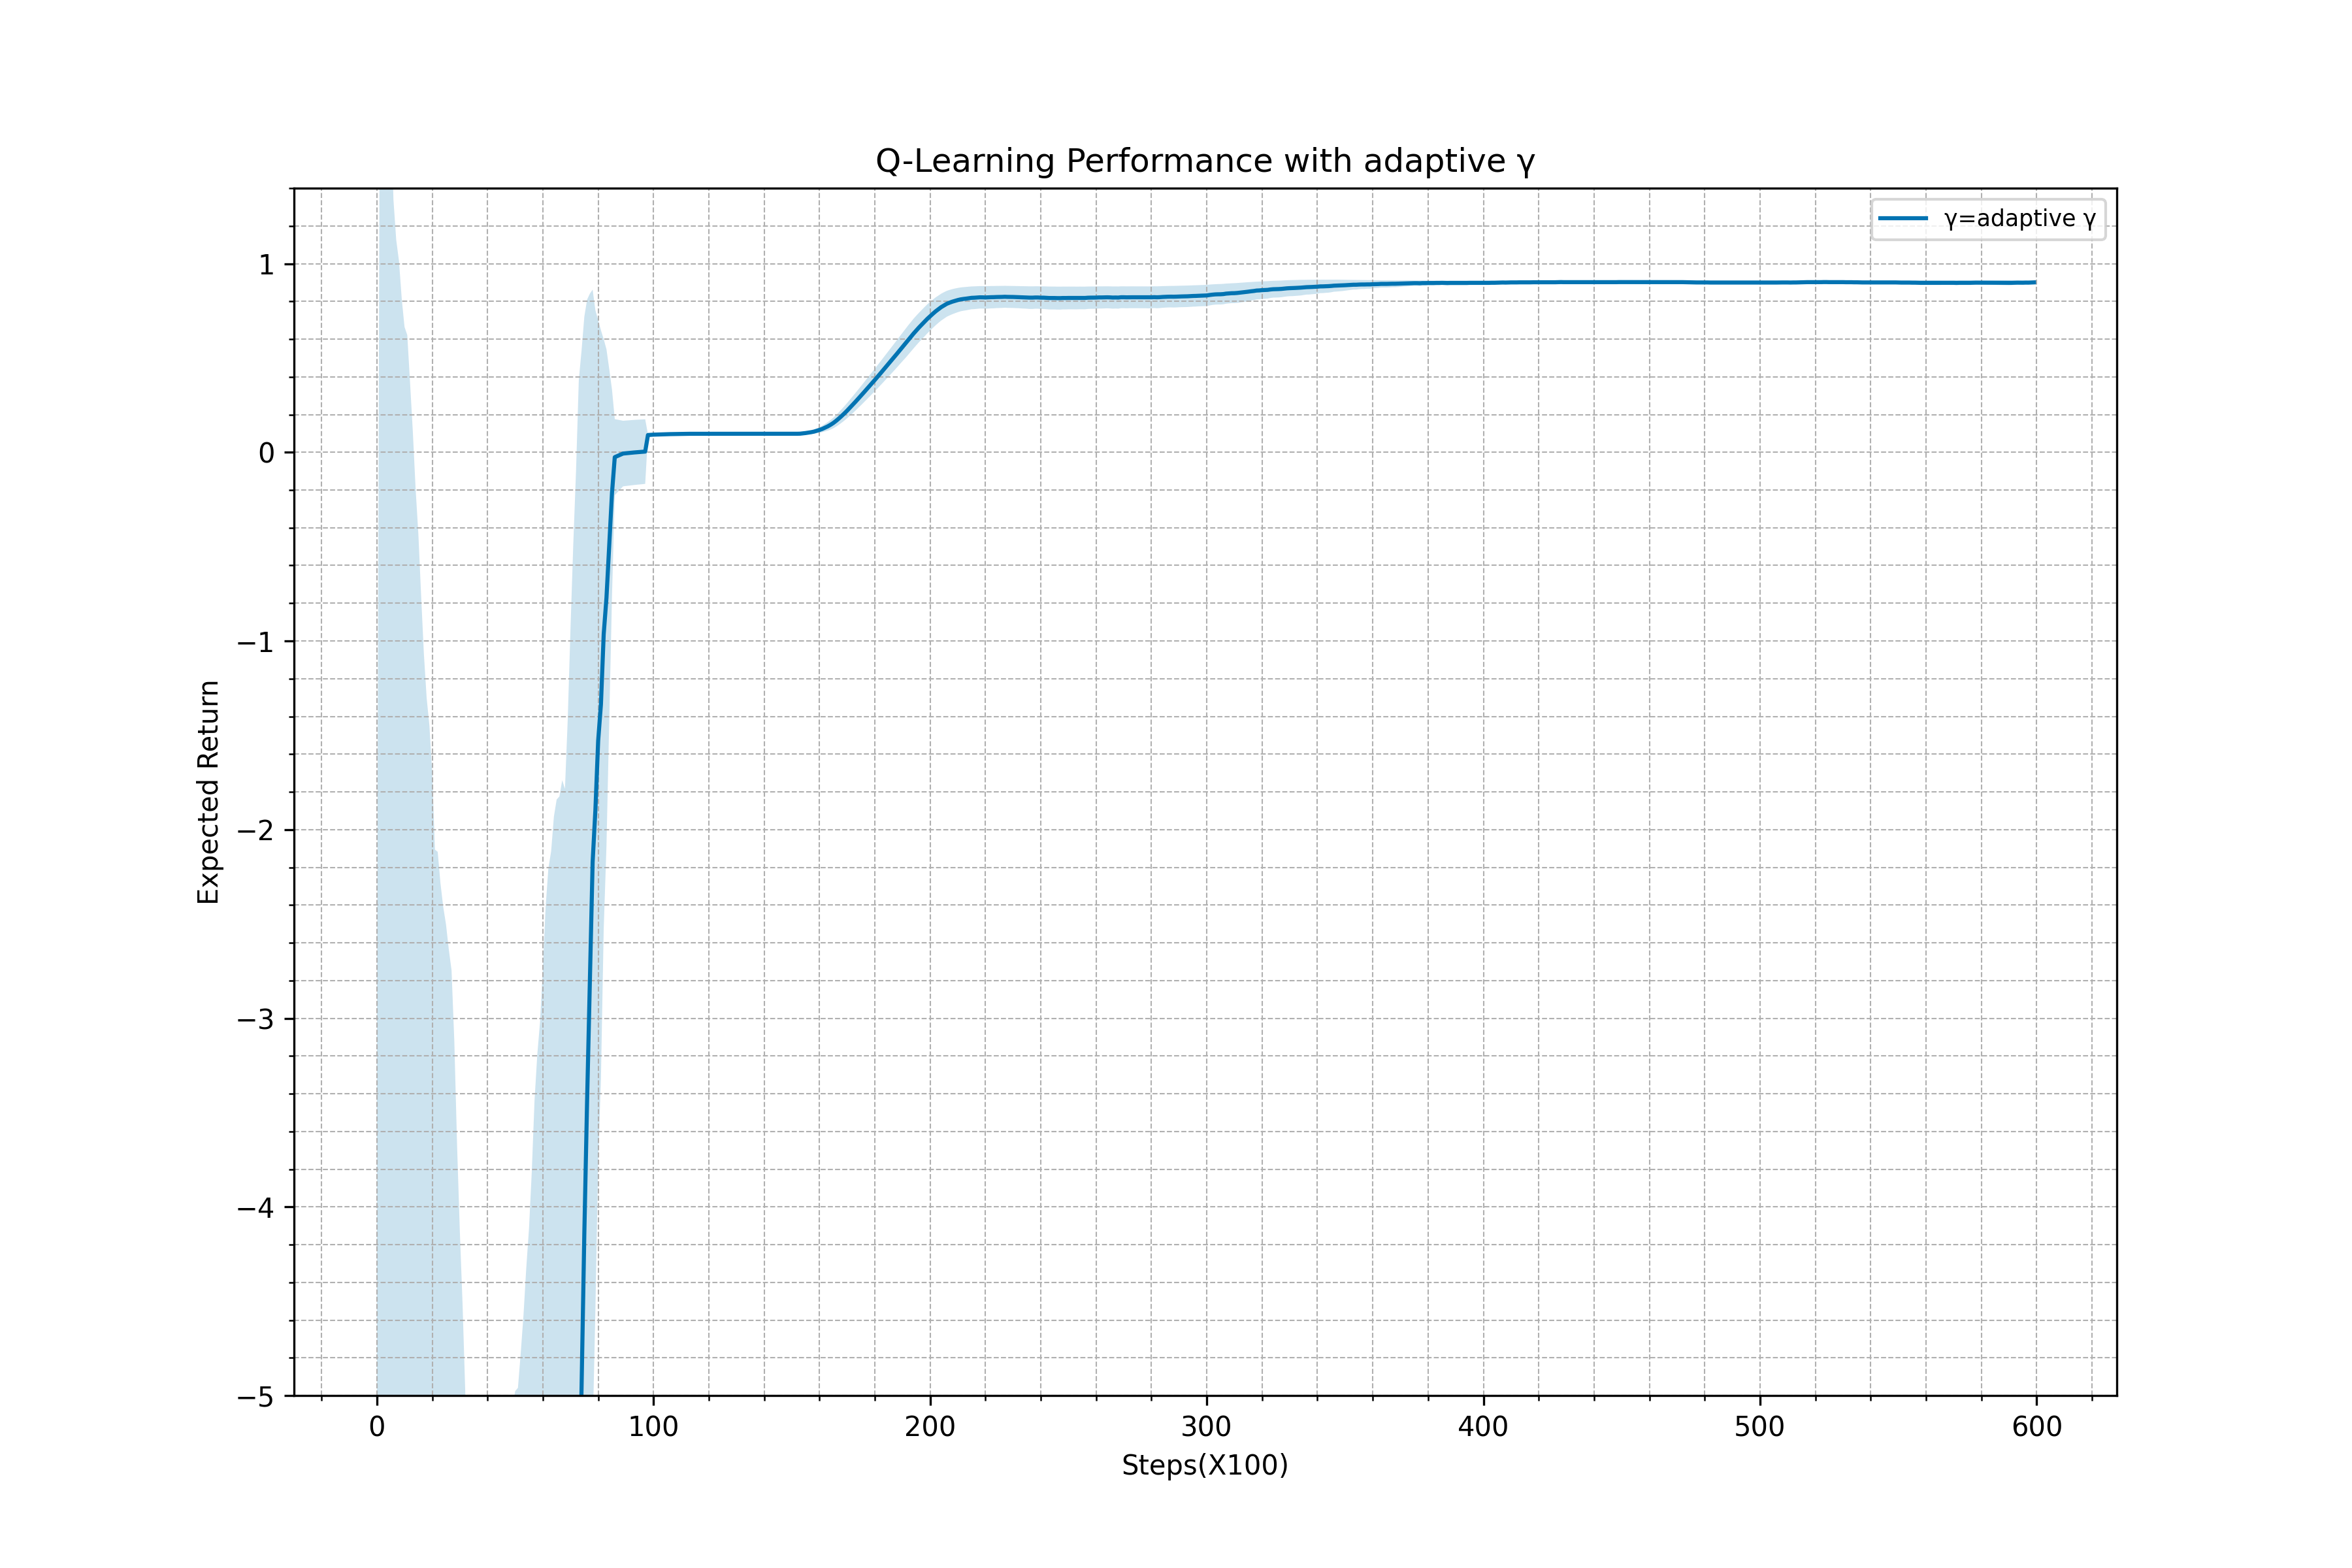 Q-Learning Performance with adaptive γ
γ=adaptive γ
1
0
−1
−2
−3
−4
−5
Expected Return
0 100 200 300 400 500 600
Steps(X100)